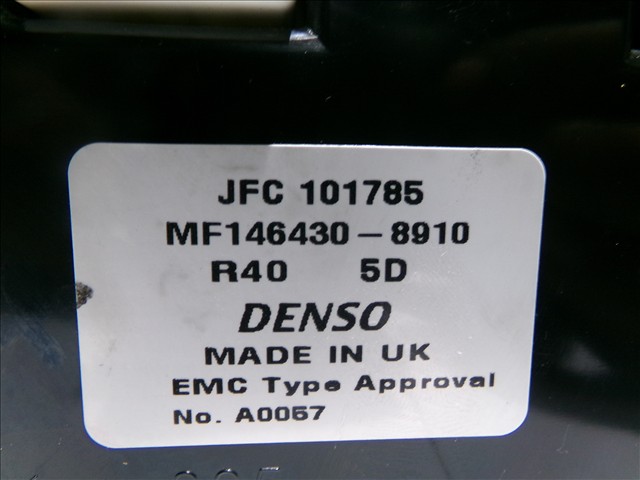 JFC 101785
MF146430-8910
R40 5D
DENSO
MADE IN UK
EMC Type Approval
No. A0057